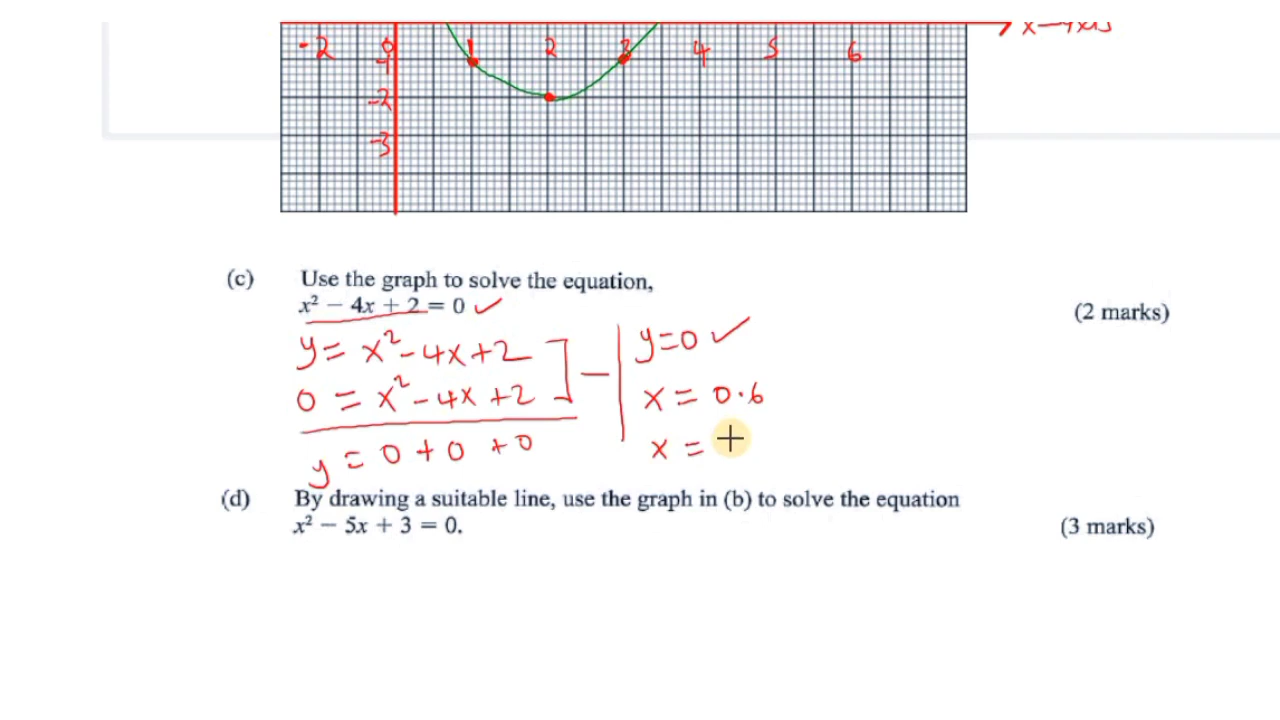 x-axis
-2 0 1 2 3 4 5 6
-1
-2
-3
(c) Use the graph to solve the equation,
x² − 4x + 2 = 0 ✓ (2 marks)
y = x² - 4x + 2
0 = x² - 4x + 2
y = 0 + 0 + 0
−
y = 0 ✓
x = 0.6
x =
(d) By drawing a suitable line, use the graph in (b) to solve the equation
x² − 5x + 3 = 0. (3 marks)